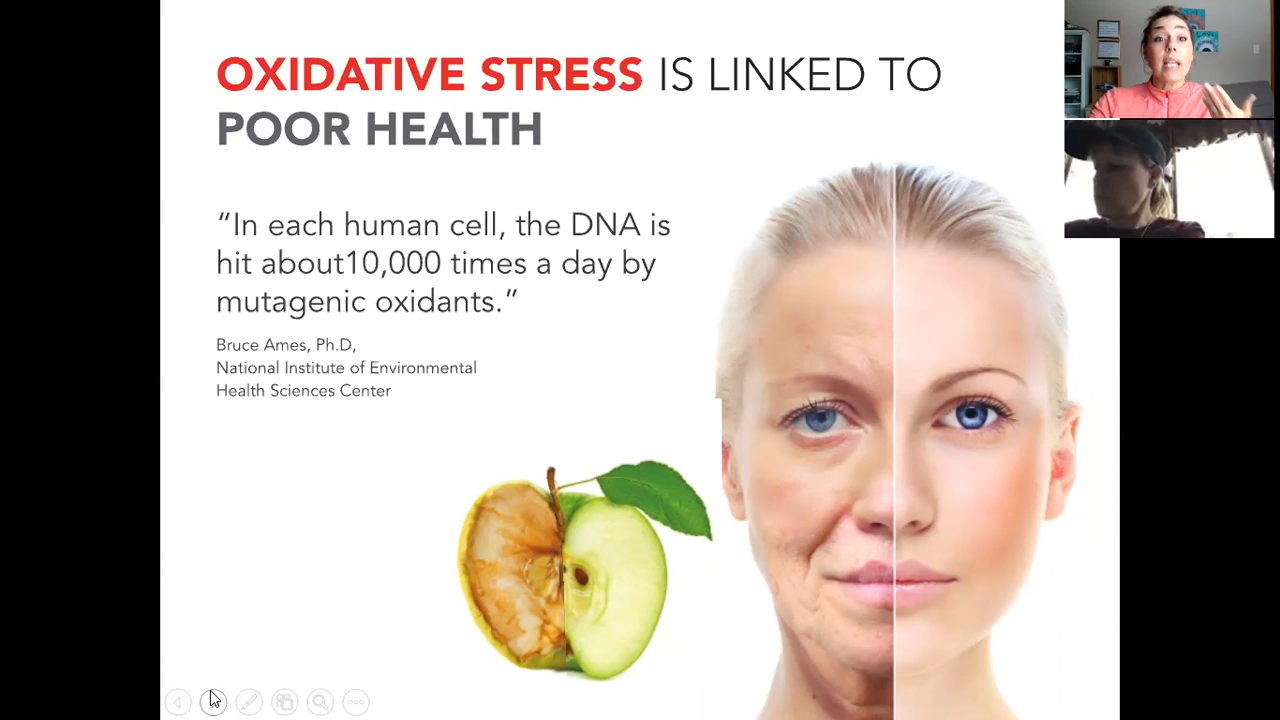 OXIDATIVE STRESS IS LINKED TO
POOR HEALTH
“In each human cell, the DNA is
hit about10,000 times a day by
mutagenic oxidants.”
Bruce Ames, Ph.D,
National Institute of Environmental
Health Sciences Center